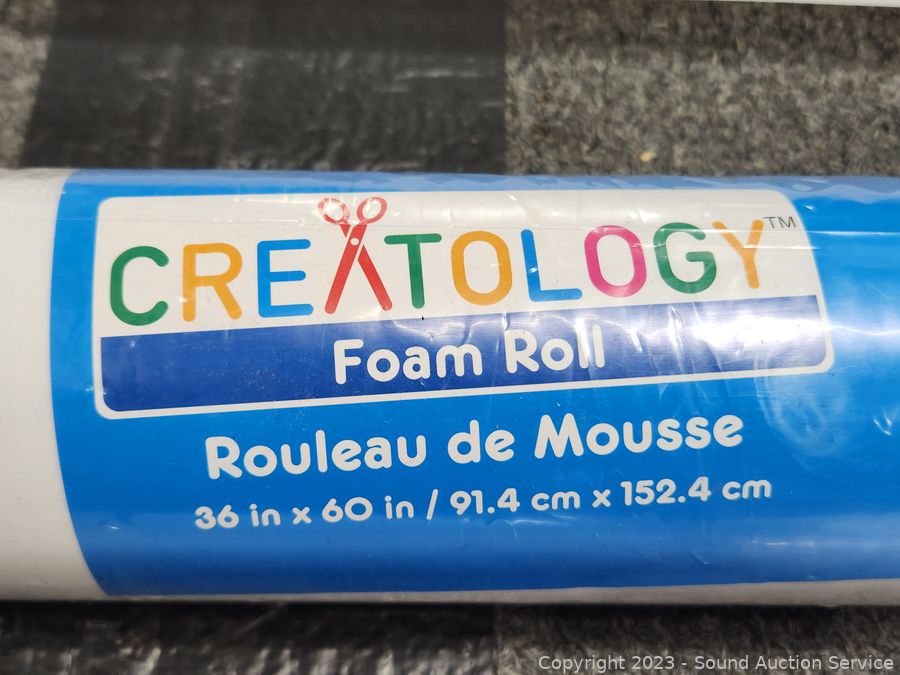 CREATOLOGY™
Foam Roll
Rouleau de Mousse
36 in x 60 in / 91.4 cm x 152.4 cm
Copyright 2023 - Sound Auction Service